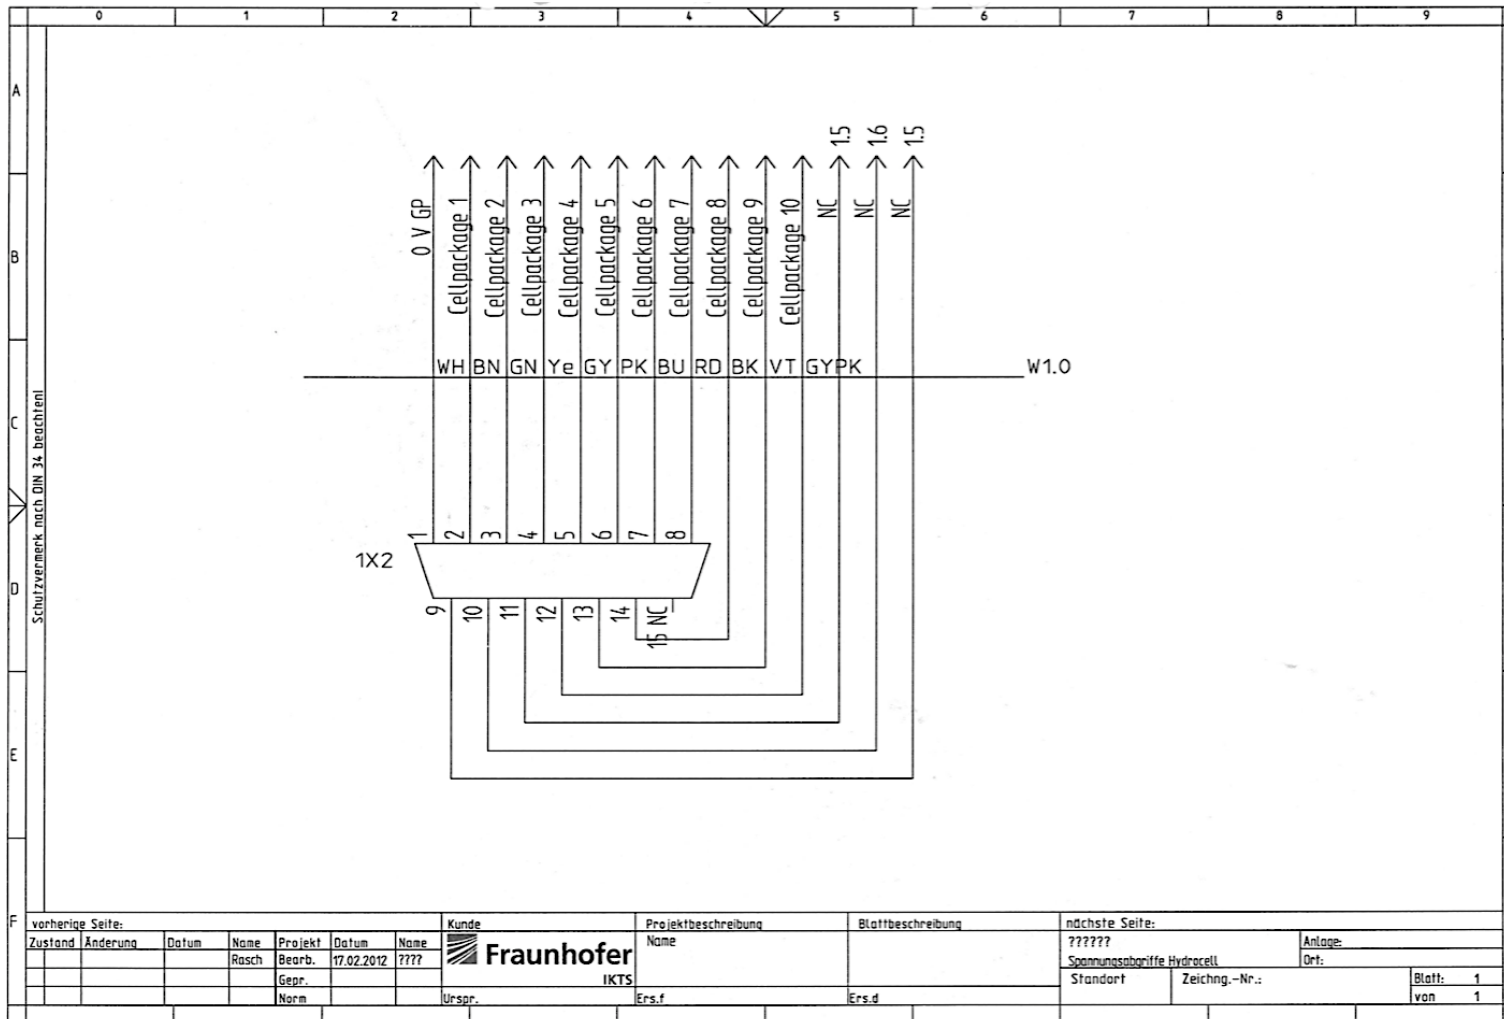 0 1 2 3 4 5 6 7 8 9
A
B
C
D
E
F
Schutzvermerk nach DIN 34 beachten!
1.5
1.6
1.5
0 V GP
Cellpackage 1
Cellpackage 2
Cellpackage 3
Cellpackage 4
Cellpackage 5
Cellpackage 6
Cellpackage 7
Cellpackage 8
Cellpackage 9
Cellpackage 10
NC
NC
NC
WH BN GN Ye GY PK BU RD BK VT GYPK
W1.0
1 2 3 4 5 6 7 8
1X2
9 10 11 12 13 14 15 NC
vorherige Seite: Kunde Projektbeschreibung Blattbeschreibung nächste Seite:
Zustand Änderung Datum Name Projekt Datum Name Fraunhofer Name ?????? Anlage:
Rasch Bearb. 17.02.2012 ???? Spannungsabgriffe Hydrocell Ort:
Gepr. IKTS Standort Zeichng.-Nr.: Blatt: 1
Norm Urspr. Ers.f Ers.d von 1